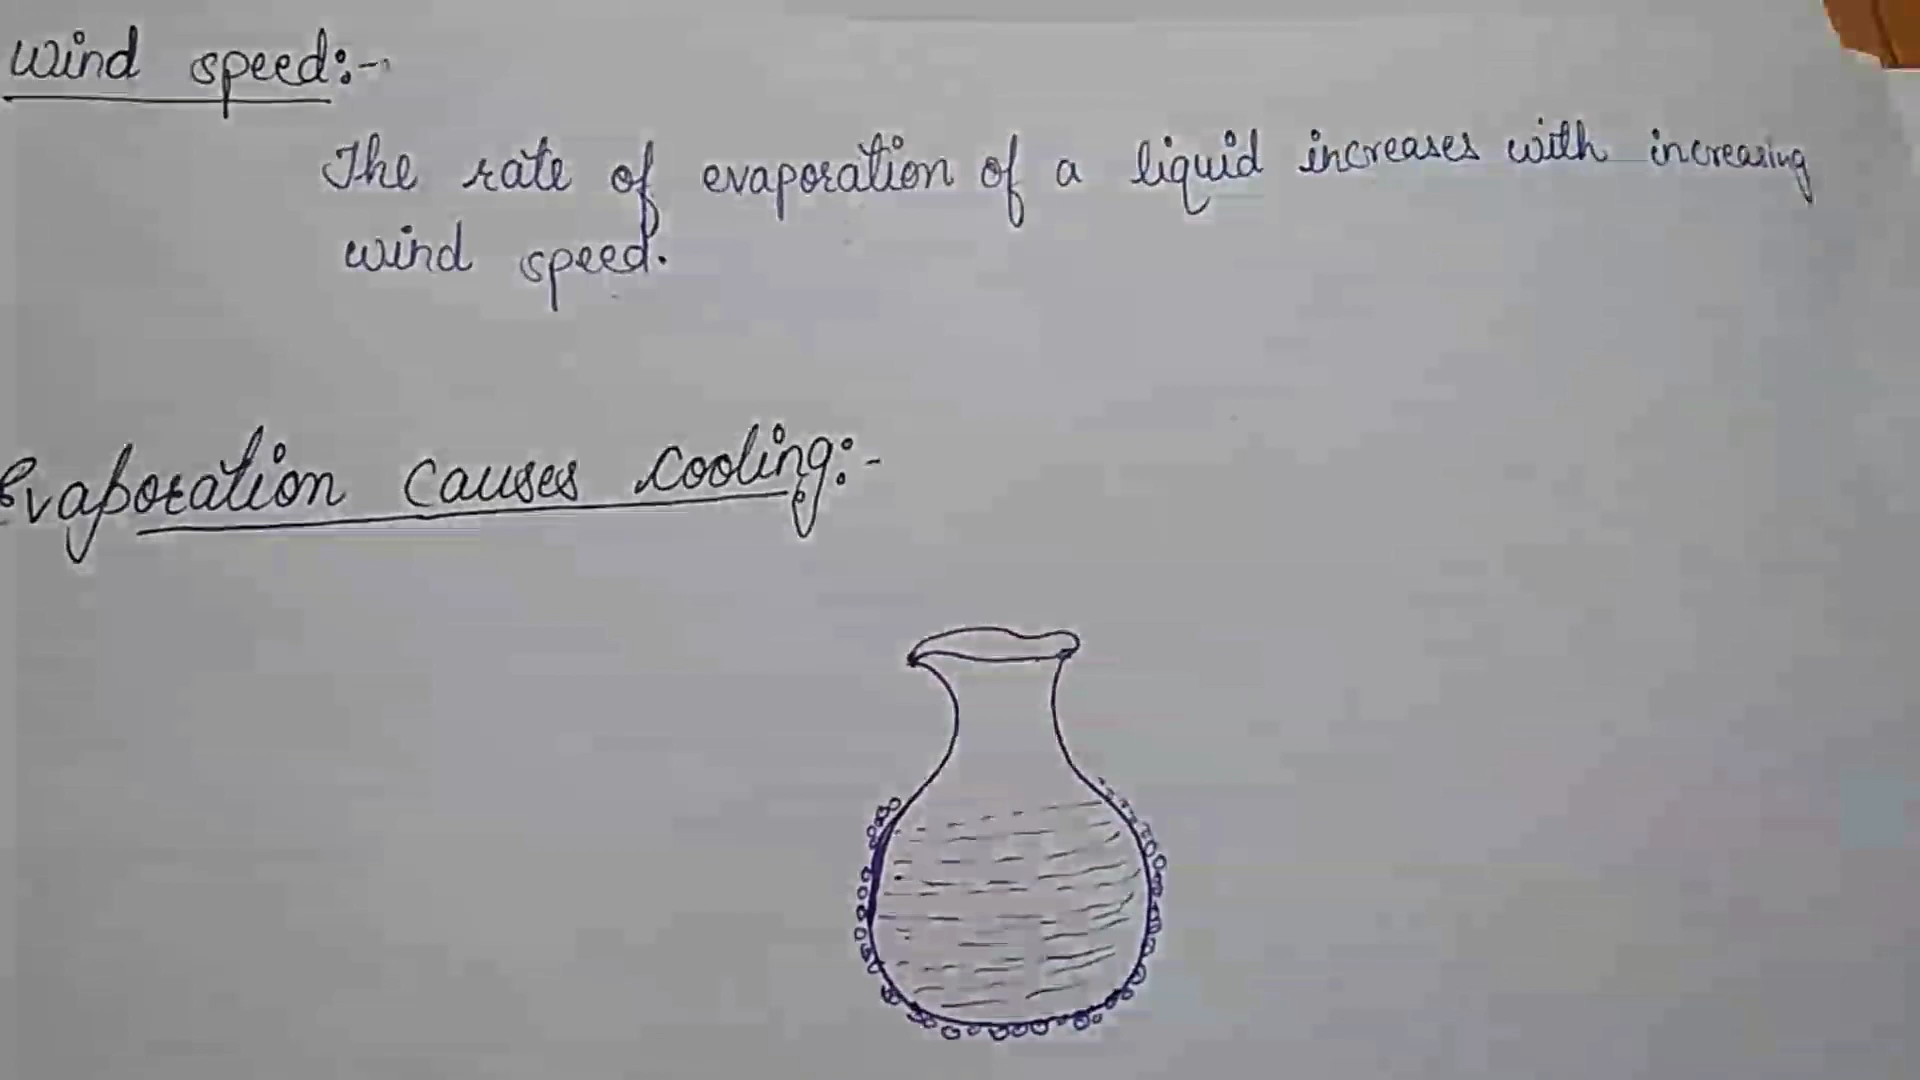 Wind speed:-
The rate of evaporation of a liquid increases with increasing
wind speed.
Evaporation causes cooling:-